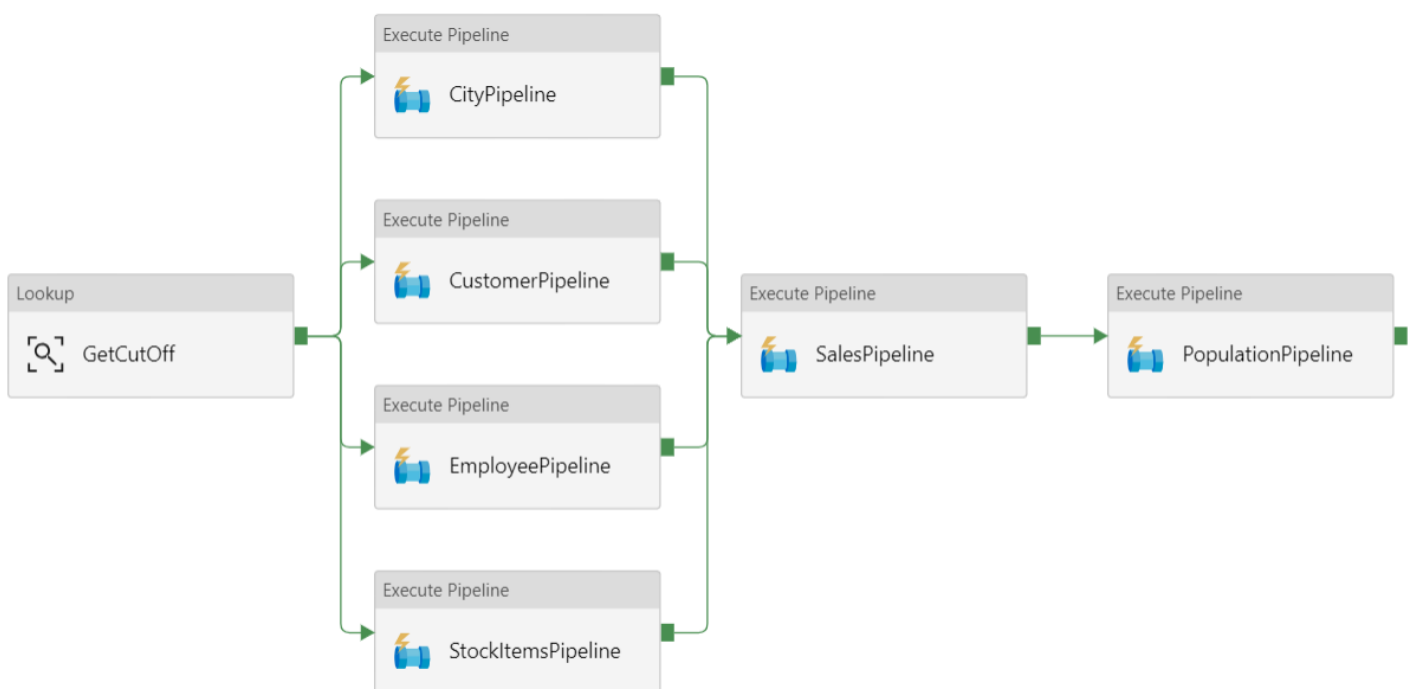 Execute Pipeline
CityPipeline
Execute Pipeline
CustomerPipeline
Lookup
GetCutOff
Execute Pipeline
SalesPipeline
Execute Pipeline
PopulationPipeline
Execute Pipeline
EmployeePipeline
Execute Pipeline
StockItemsPipeline